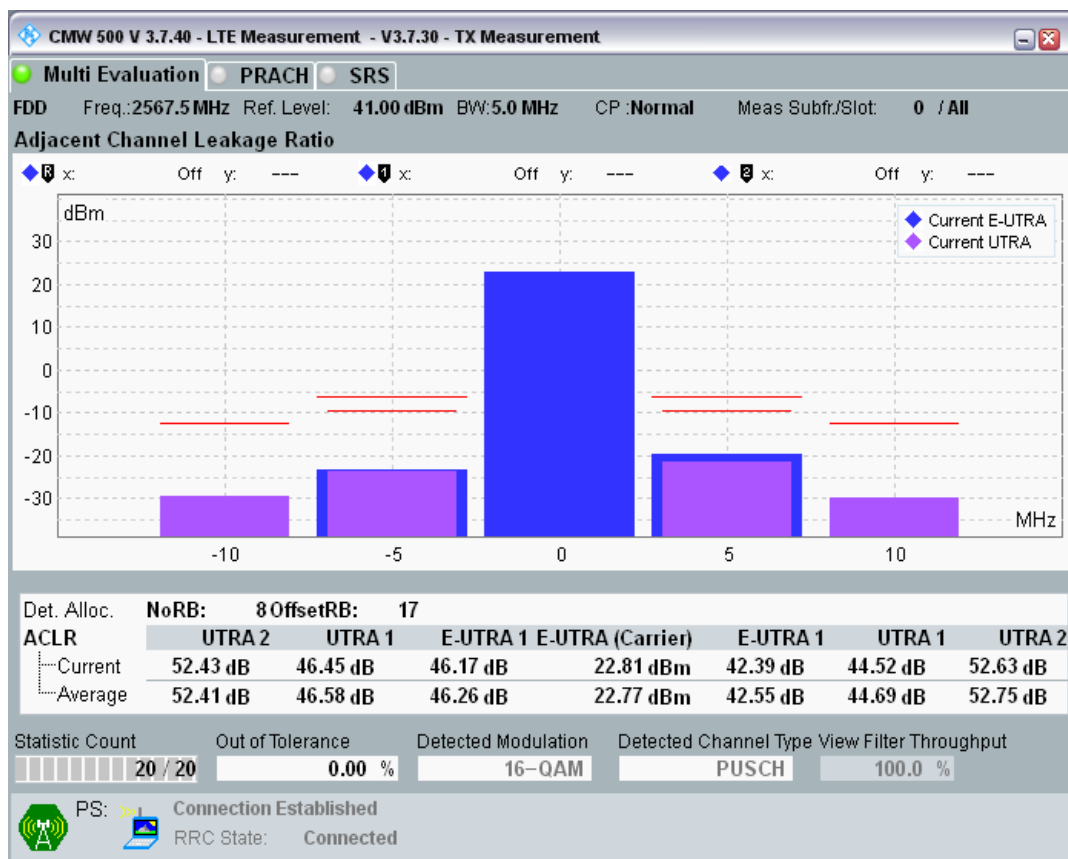 CMW 500 V 3.7.40 - LTE Measurement - V3.7.30 - TX Measurement
Multi Evaluation PRACH SRS
FDD Freq.:2567.5 MHz Ref. Level: 41.00 dBm BW:5.0 MHz CP :Normal Meas Subfr./Slot: 0 / All
Adjacent Channel Leakage Ratio
R x: Off y: --- 1 x: Off y: --- 2 x: Off y: ---
dBm
Current E-UTRA
Current UTRA
30
20
10
0
-10
-20
-30
MHz
-10 -5 0 5 10
Det. Alloc. NoRB: 8 OffsetRB: 17
ACLR UTRA 2 UTRA 1 E-UTRA 1 E-UTRA (Carrier) E-UTRA 1 UTRA 1 UTRA 2
Current 52.43 dB 46.45 dB 46.17 dB 22.81 dBm 42.39 dB 44.52 dB 52.63 dB
Average 52.41 dB 46.58 dB 46.26 dB 22.77 dBm 42.55 dB 44.69 dB 52.75 dB
Statistic Count Out of Tolerance Detected Modulation Detected Channel Type View Filter Throughput
20 / 20 0.00 % 16-QAM PUSCH 100.0 %
PS: Connection Established
RRC State: Connected